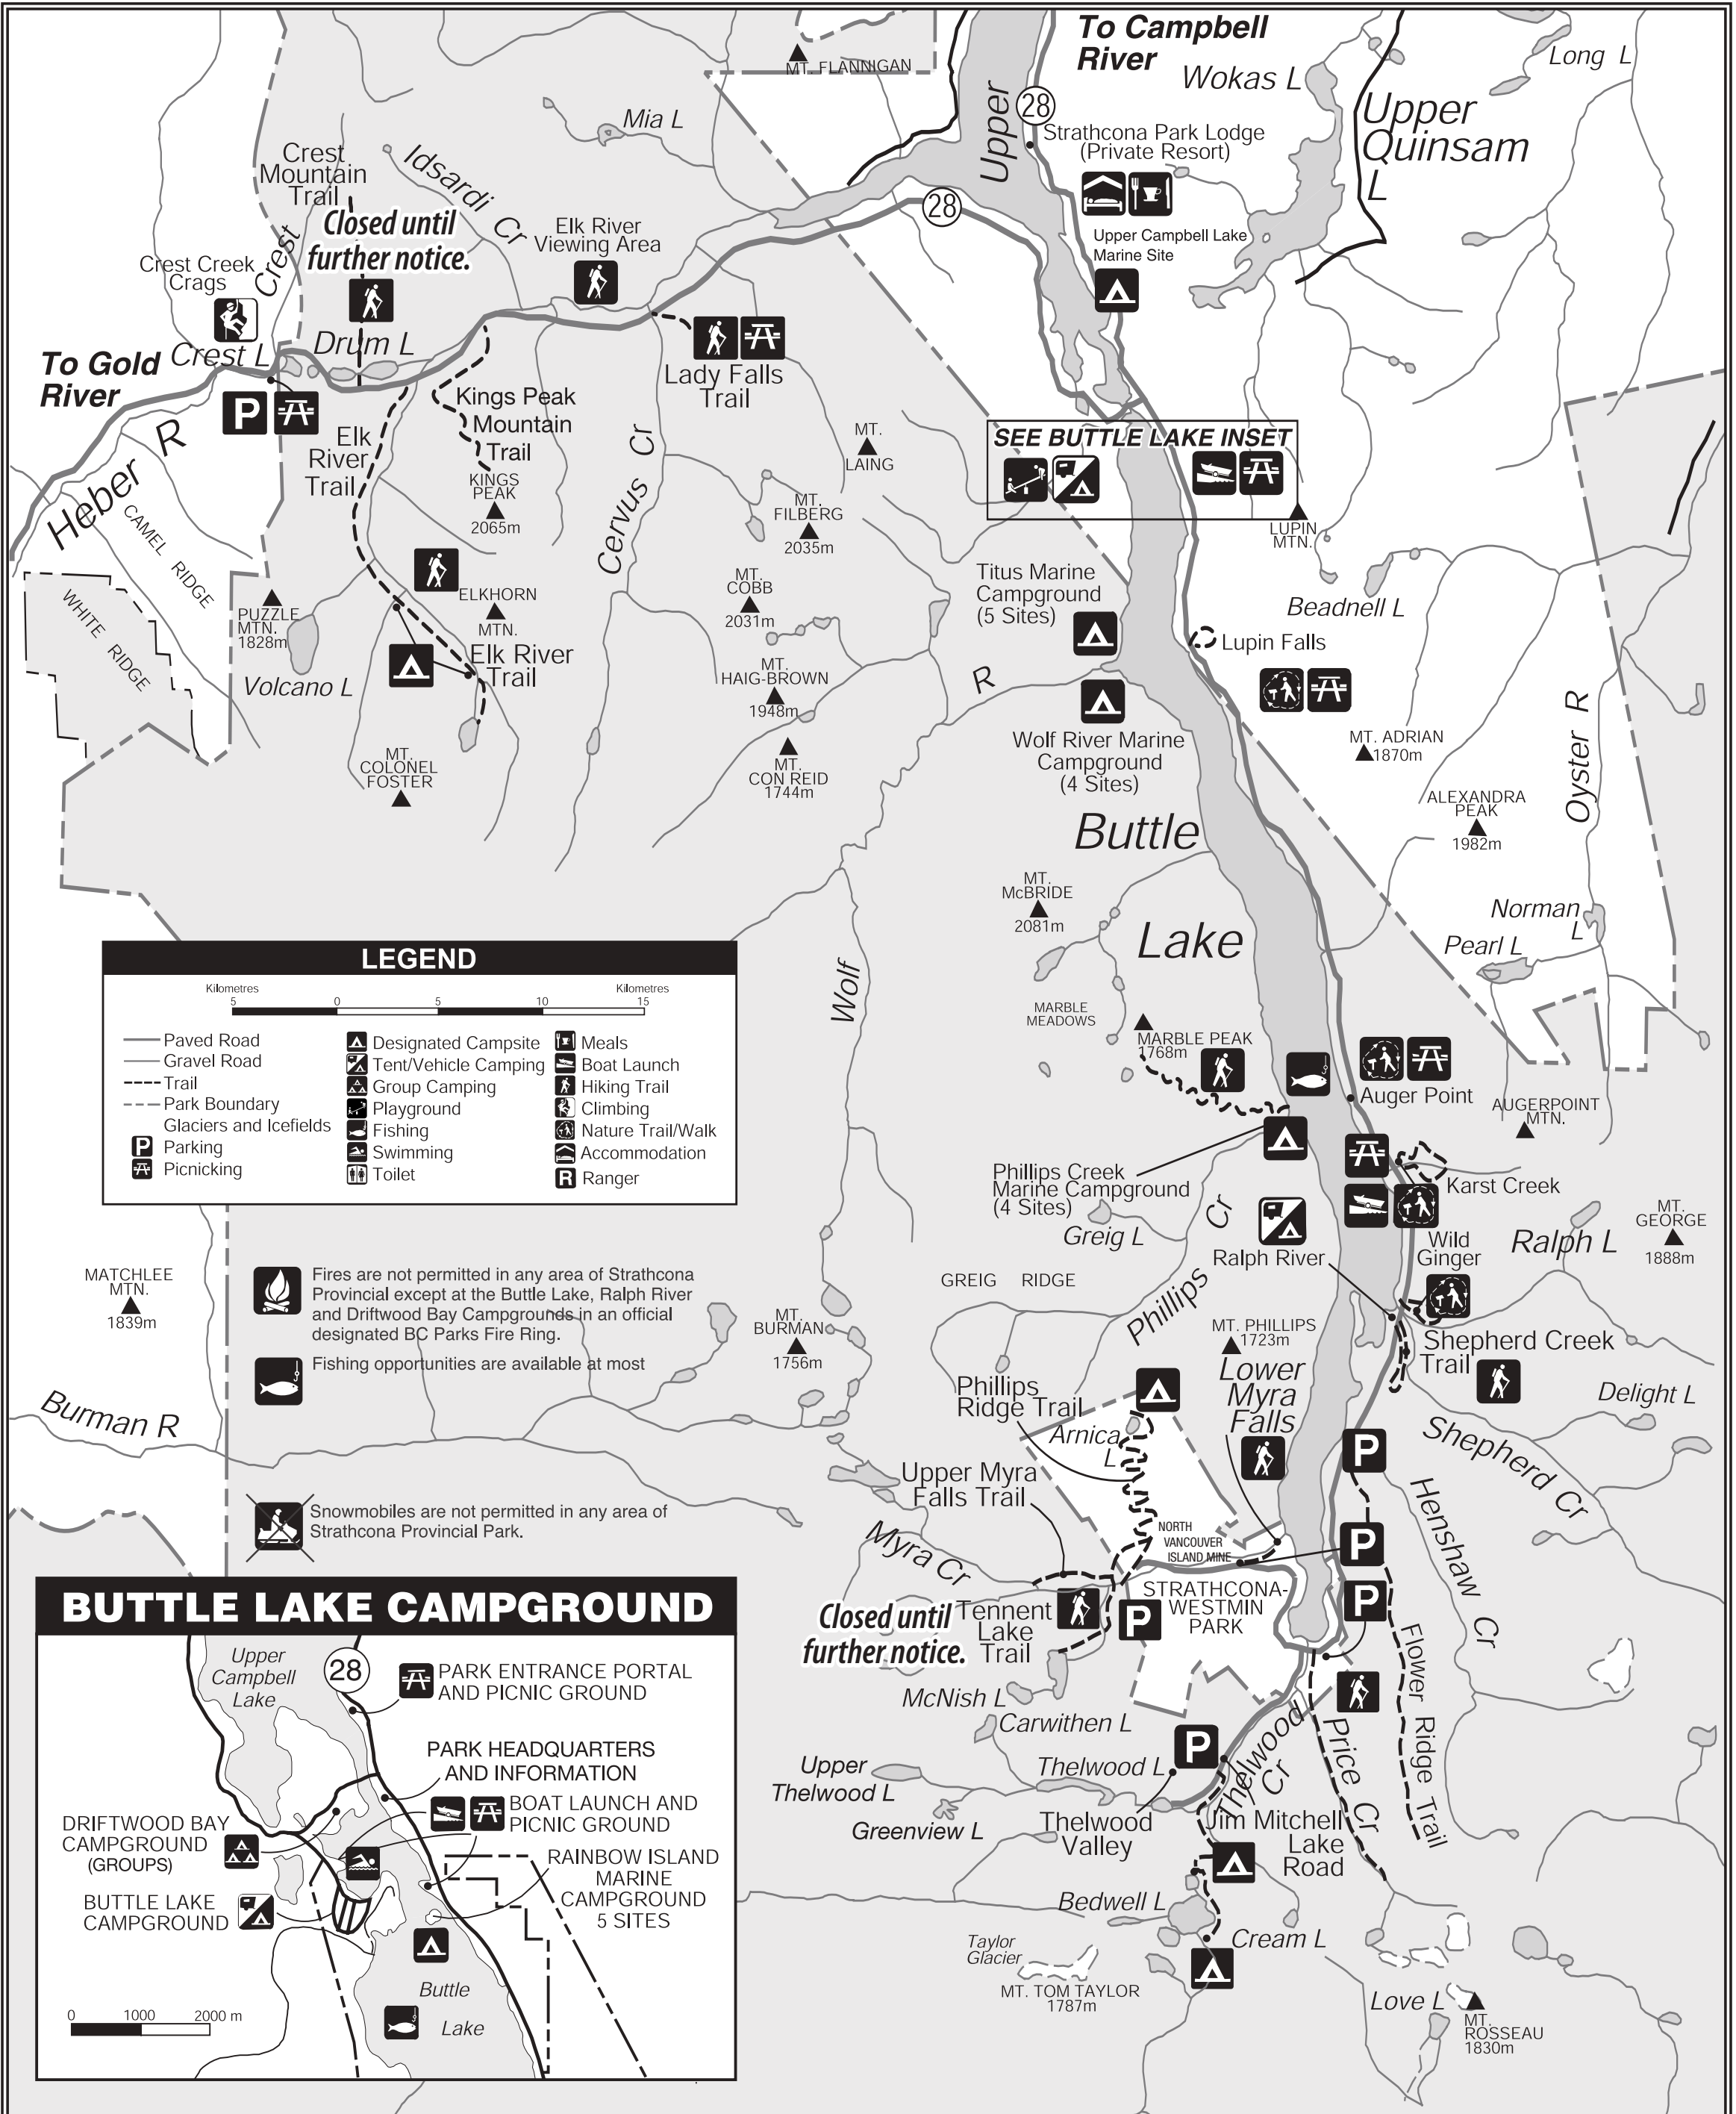 To Campbell
River
Wokas L
Long L
Upper
Quinsam
L
MT. FLANNIGAN
Mia L
Upper
28
Strathcona Park Lodge
(Private Resort)
Crest
Mountain
Trail
Idsardi Cr
Closed until
further notice.
Elk River
Viewing Area
28
Upper Campbell Lake
Marine Site
Crest Creek
Crags
Crest
Crest L
Drum L
To Gold
River
P
Lady Falls
Trail
Kings Peak
Mountain
Trail
Elk
River
Trail
Heber R
CAMEL RIDGE
WHITE RIDGE
KINGS
PEAK
2065m
Cervus Cr
MT.
LAING
MT.
FILBERG
2035m
SEE BUTTLE LAKE INSET
LUPIN
MTN.
MT.
COBB
2031m
Titus Marine
Campground
(5 Sites)
Beadnell L
PUZZLE
MTN.
1828m
ELKHORN
MTN.
Elk River
Trail
Volcano L
Lupin Falls
MT.
HAIG-BROWN
1948m
R
Wolf River Marine
Campground
(4 Sites)
MT. ADRIAN
1870m
Oyster R
MT.
COLONEL
FOSTER
MT.
CON REID
1744m
ALEXANDRA
PEAK
1982m
Buttle
MT.
McBRIDE
2081m
Lake
Norman
L
Pearl L
Wolf
MARBLE
MEADOWS
MARBLE PEAK
1768m
Auger Point
AUGERPOINT
MTN.
LEGEND
Kilometres
Kilometres
5 0 5 10 15
Paved Road
Gravel Road
Trail
Park Boundary
Glaciers and Icefields
P Parking
Picnicking
Designated Campsite
Tent/Vehicle Camping
Group Camping
Playground
Fishing
Swimming
Toilet
Meals
Boat Launch
Hiking Trail
Climbing
Nature Trail/Walk
Accommodation
R Ranger
Phillips Creek
Marine Campground
(4 Sites)
Karst Creek
Greig L
Phillips Cr
Ralph River
Wild
Ginger
Ralph L
MT.
GEORGE
1888m
GREIG RIDGE
MATCHLEE
MTN.
1839m
Fires are not permitted in any area of Strathcona
Provincial except at the Buttle Lake, Ralph River
and Driftwood Bay Campgrounds in an official
designated BC Parks Fire Ring.
Fishing opportunities are available at most
MT.
BURMAN
1756m
MT. PHILLIPS
1723m
Shepherd Creek
Trail
Lower
Myra
Falls
Phillips
Ridge Trail
Delight L
Burman R
Arnica
L
P
Shepherd Cr
Upper Myra
Falls Trail
Henshaw Cr
Snowmobiles are not permitted in any area of
Strathcona Provincial Park.
Myra Cr
NORTH
VANCOUVER
ISLAND MINE
P
STRATHCONA-
WESTMIN
PARK
P
P
Closed until
further notice.
Tennent
Lake
Trail
Flower Ridge Trail
McNish L
Carwithen L
Price Cr
Thelwood
Cr
P
Thelwood L
Upper
Thelwood L
Greenview L
Thelwood
Valley
Jim Mitchell
Lake
Road
Bedwell L
Cream L
Taylor
Glacier
MT. TOM TAYLOR
1787m
Love L
MT.
ROSSEAU
1830m
BUTTLE LAKE CAMPGROUND
Upper
Campbell
Lake
28
PARK ENTRANCE PORTAL
AND PICNIC GROUND
PARK HEADQUARTERS
AND INFORMATION
BOAT LAUNCH AND
PICNIC GROUND
DRIFTWOOD BAY
CAMPGROUND
(GROUPS)
RAINBOW ISLAND
MARINE
CAMPGROUND
5 SITES
BUTTLE LAKE
CAMPGROUND
Buttle
Lake
0 1000 2000 m